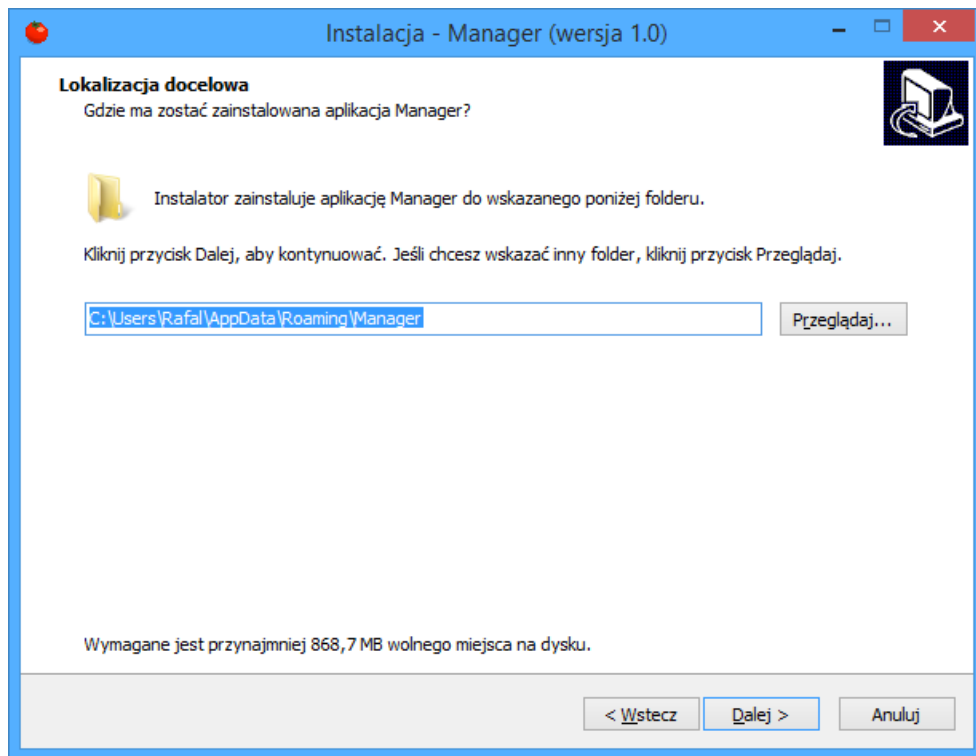 Instalacja - Manager (wersja 1.0)
Lokalizacja docelowa
Gdzie ma zostać zainstalowana aplikacja Manager?
Instalator zainstaluje aplikację Manager do wskazanego poniżej folderu.
Kliknij przycisk Dalej, aby kontynuować. Jeśli chcesz wskazać inny folder, kliknij przycisk Przeglądaj.
C:\Users\Rafal\AppData\Roaming\Manager
Przeglądaj...
Wymagane jest przynajmniej 868,7 MB wolnego miejsca na dysku.
< Wstecz
Dalej >
Anuluj